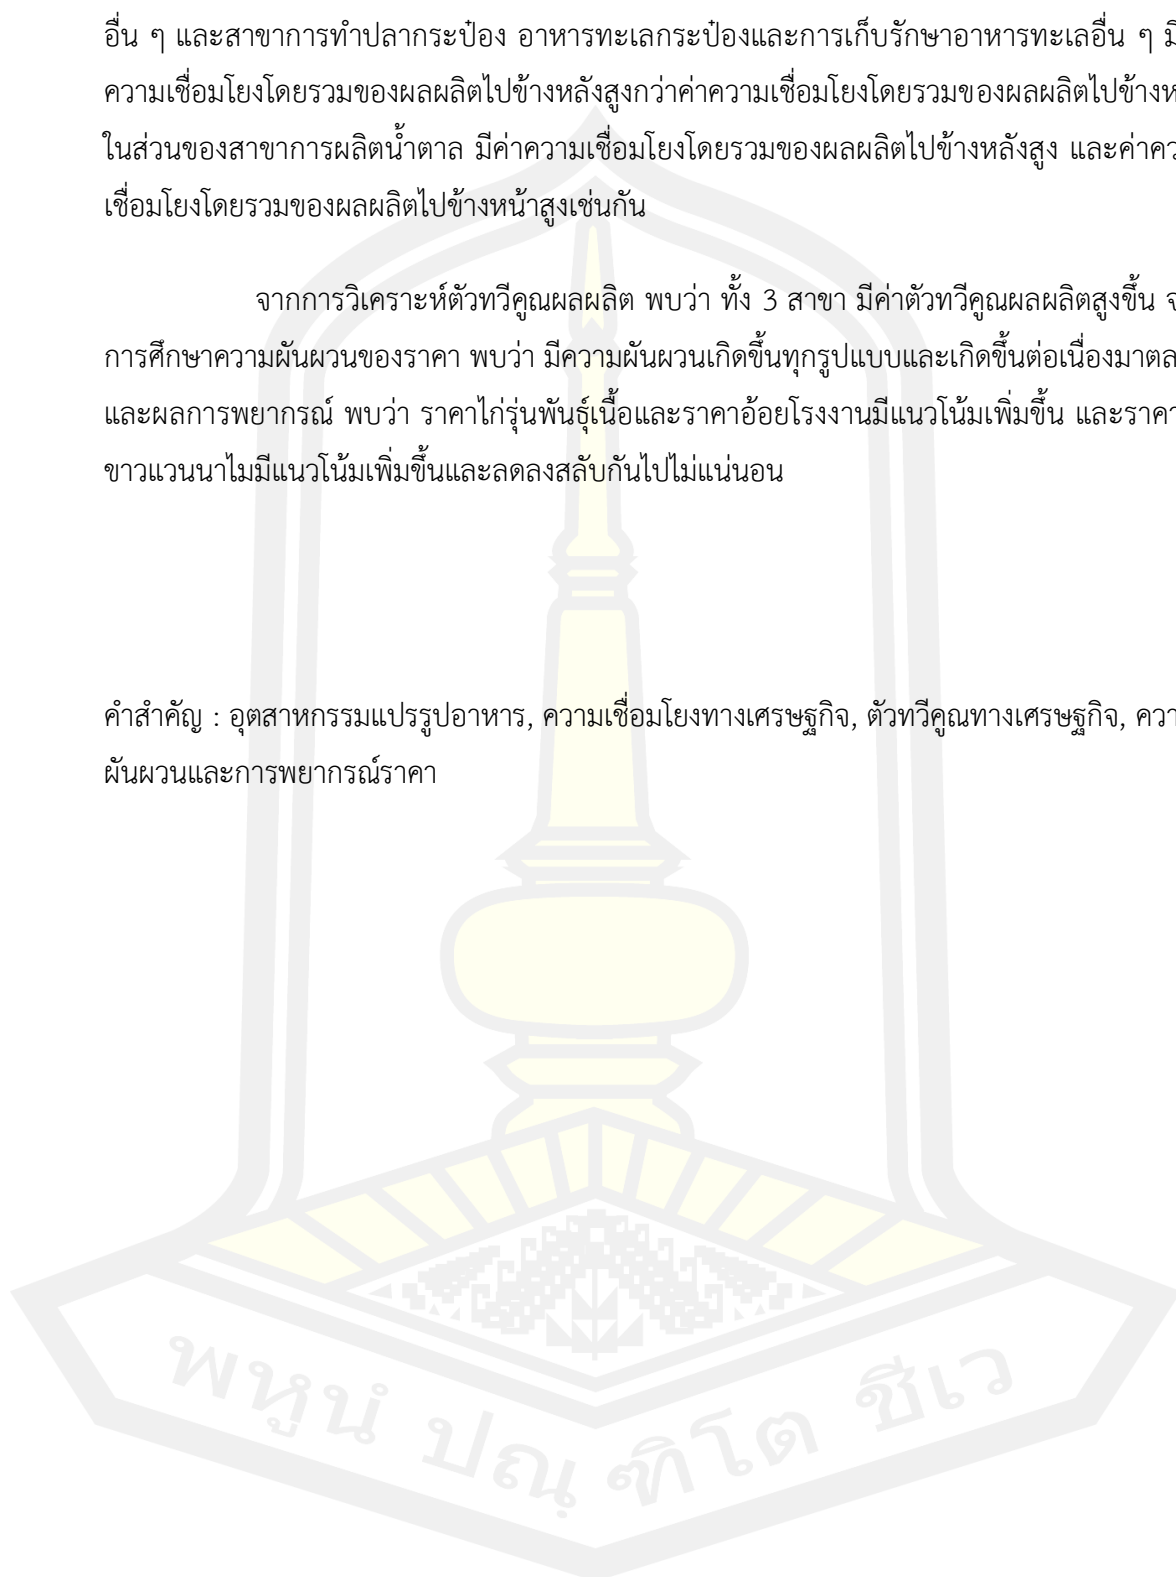 อื่น ๆ และสาขาการทำปลากระป๋อง อาหารทะเลกระป๋องและการเก็บรักษาอาหารทะเลอื่น ๆ
ความเชื่อมโยงโดยรวมของผลผลิตไปข้างหลังสูงกว่าค่าความเชื่อมโยงโดยรวมของผลผลิตไป
ในส่วนของสาขาการผลิตน้ำตาล มีค่าความเชื่อมโยงโดยรวมของผลผลิตไปข้างหลังสูง และ
เชื่อมโยงโดยรวมของผลผลิตไปข้างหน้าสูงเช่นกัน
จากการวิเคราะห์ตัวทวีคูณผลผลิต พบว่า ทั้ง 3 สาขา มีค่าตัวทวีคูณผลผลิตสูงขึ้น
การศึกษาความผันผวนของราคา พบว่า มีความผันผวนเกิดขึ้นทุกรูปแบบและเกิดขึ้นต่อเนื่อง
และผลการพยากรณ์ พบว่า ราคาไก่รุ่นพันธุ์เนื้อและราคาอ้อยโรงงานมีแนวโน้มเพิ่มขึ้น และราคา
ขาวแวนนาไมมีแนวโน้มเพิ่มขึ้นและลดลงสลับกันไปไม่แน่นอน
คำสำคัญ : อุตสาหกรรมแปรรูปอาหาร, ความเชื่อมโยงทางเศรษฐกิจ, ตัวทวีคูณทางเศรษฐกิจ,
ผันผวนและการพยากรณ์ราคา
พหูนํ ปณฺฑิโต ชีเว